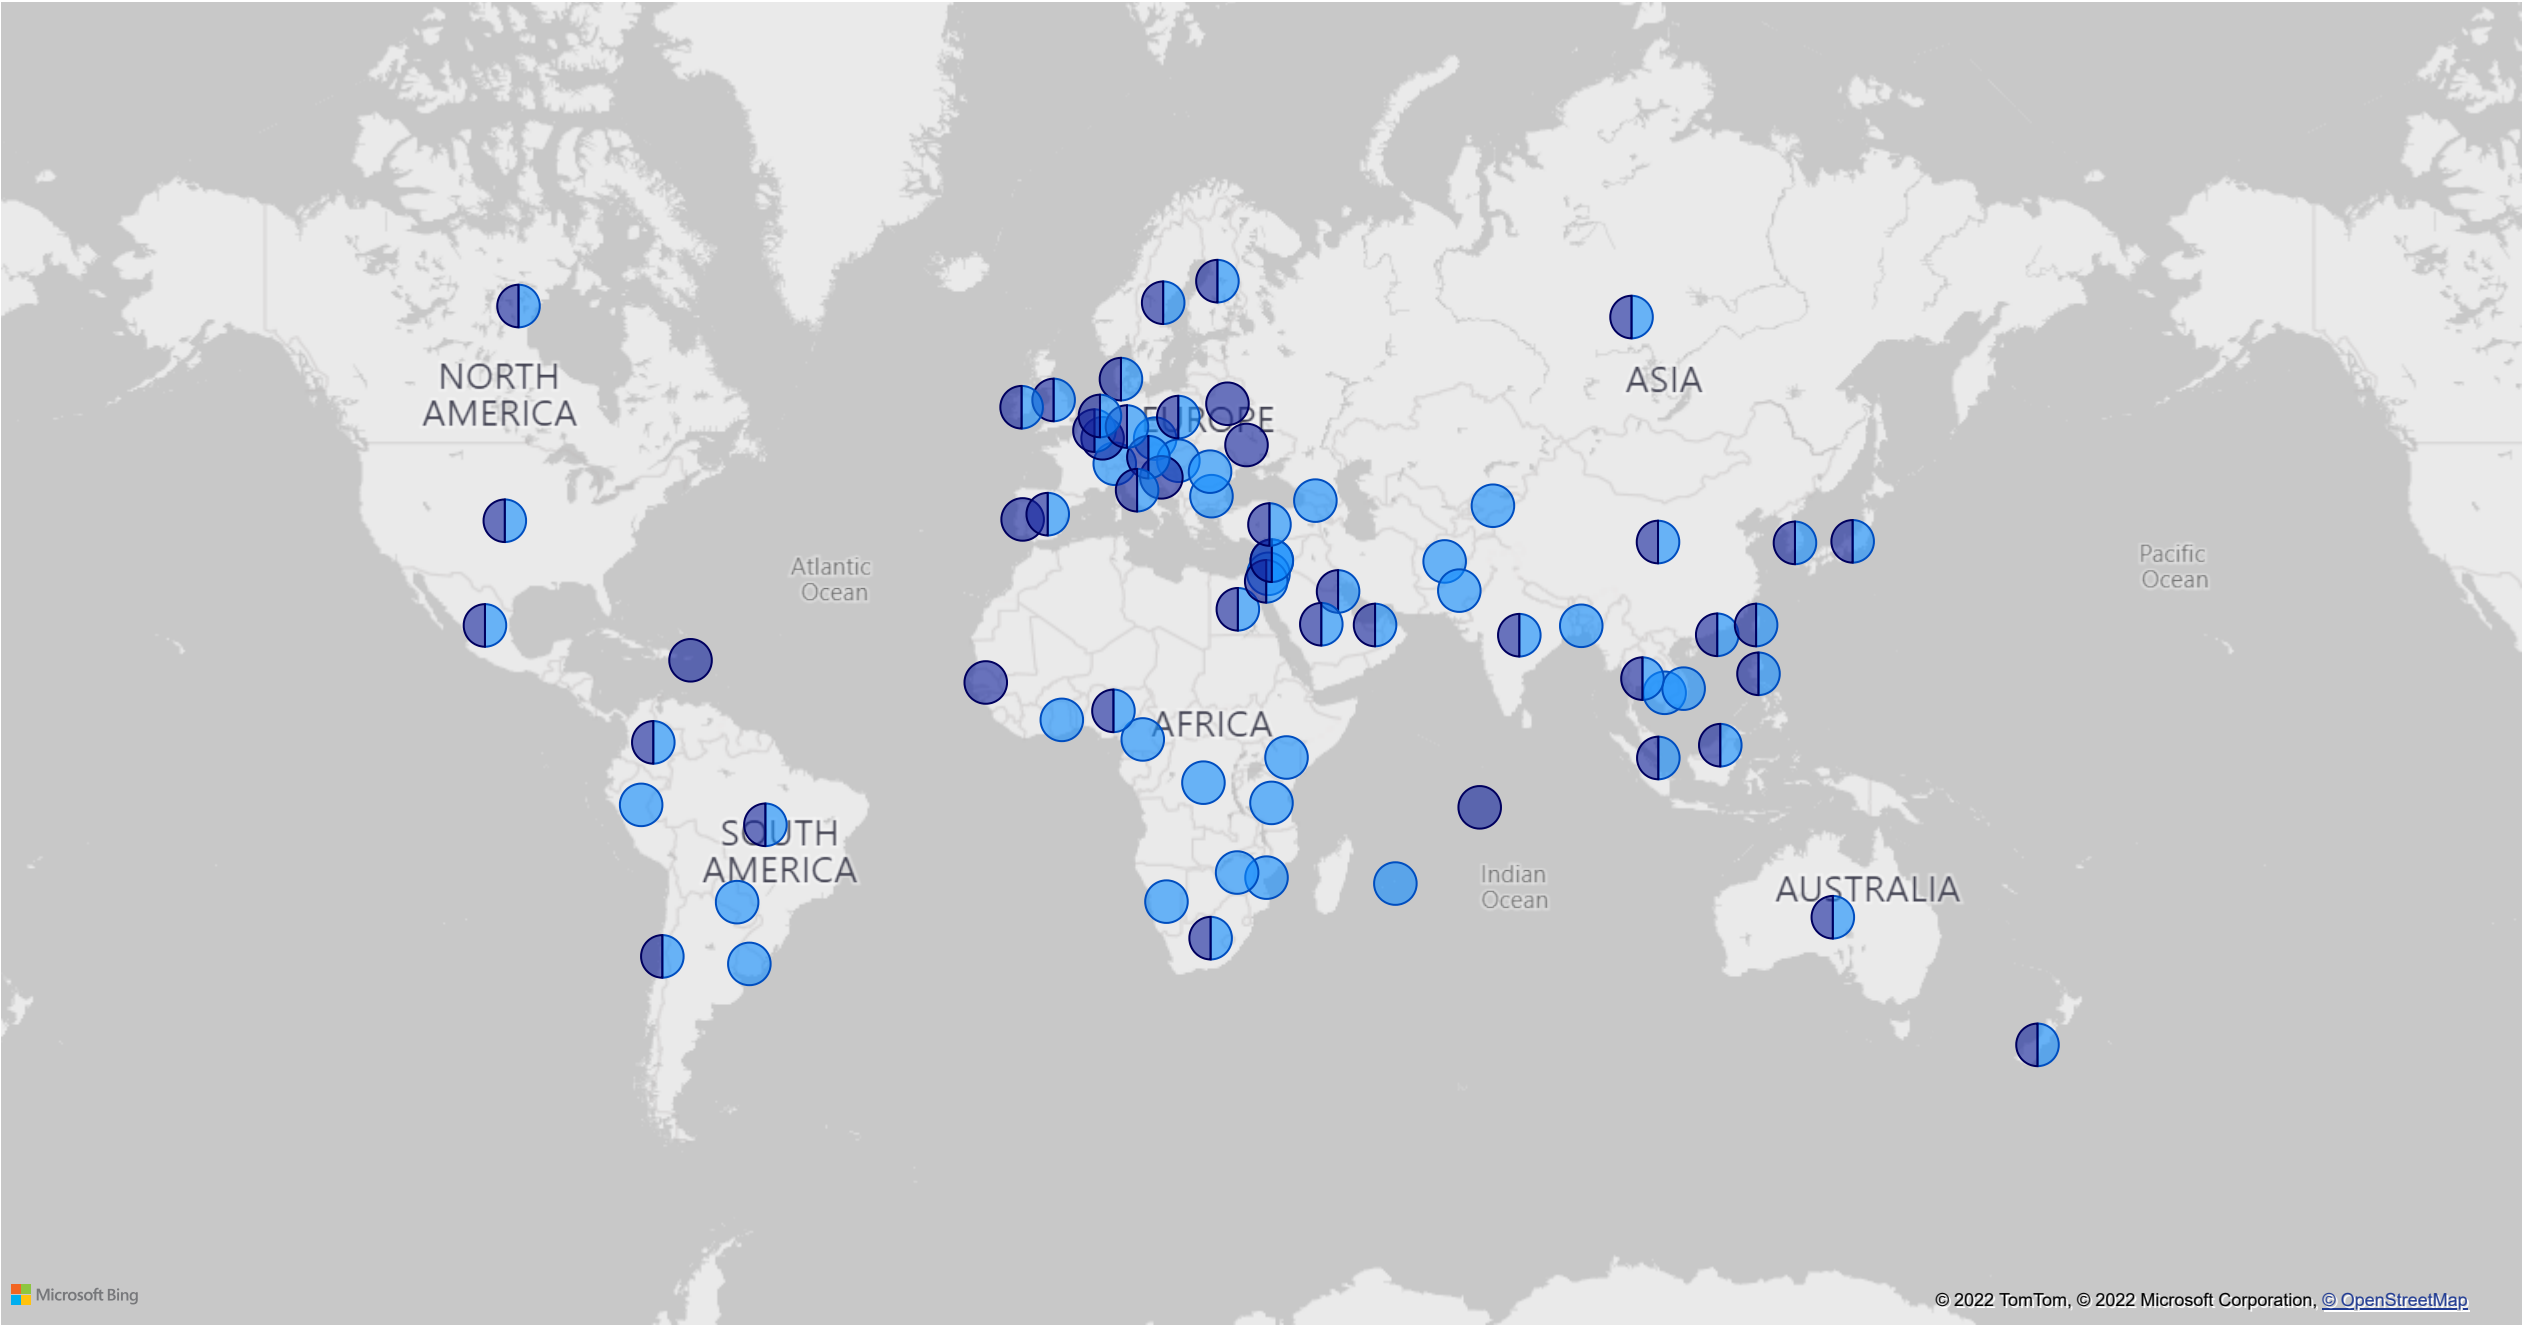 NORTH
AMERICA
EUROPE
ASIA
Atlantic
Ocean
Pacific
Ocean
AFRICA
SOUTH
AMERICA
Indian
Ocean
AUSTRALIA
Microsoft Bing
© 2022 TomTom, © 2022 Microsoft Corporation, © OpenStreetMap